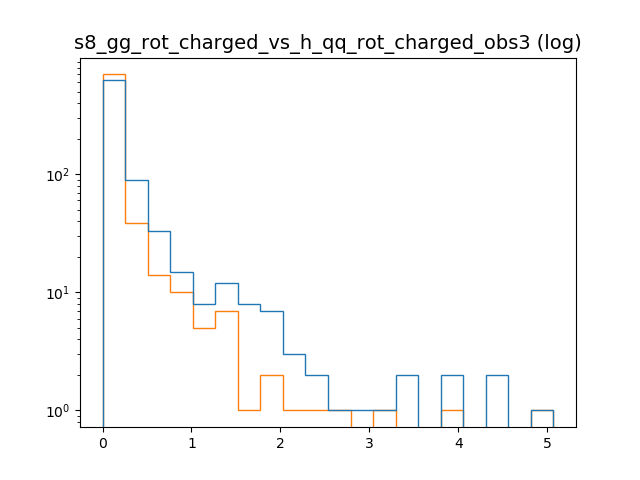 s8_gg_rot_charged_vs_h_qq_rot_charged_obs3 (log)
10²
10¹
10⁰
0 1 2 3 4 5